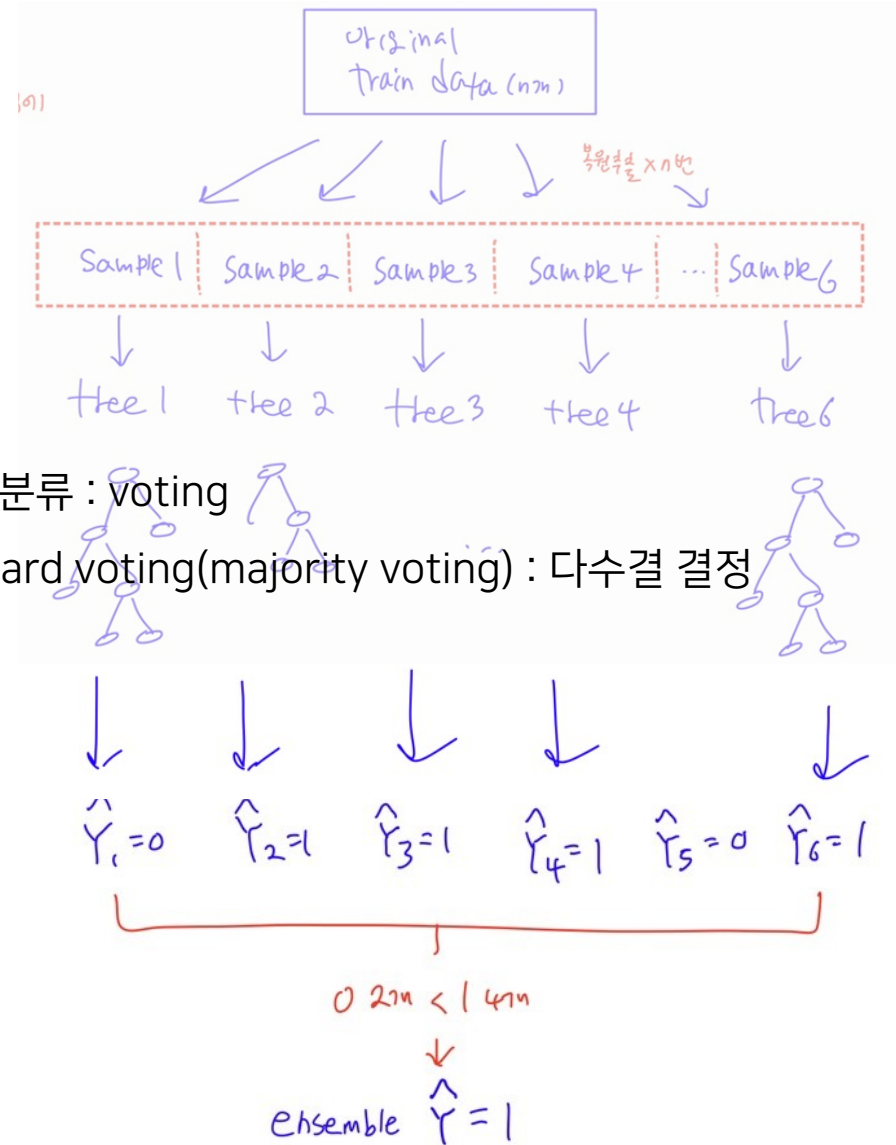 original
train data (n개)
복원추출 x n번
Sample 1 Sample 2 Sample 3 Sample 4 ... Sample 6
tree 1 tree 2 tree 3 tree 4 tree 6
분류 : voting
ard voting(majority voting) : 다수결 결정
...
Ŷ₁=0 Ŷ₂=1 Ŷ₃=1 Ŷ₄=1 Ŷ₅=0 Ŷ₆=1
0 2개 < 1 4개
ensemble Ŷ=1